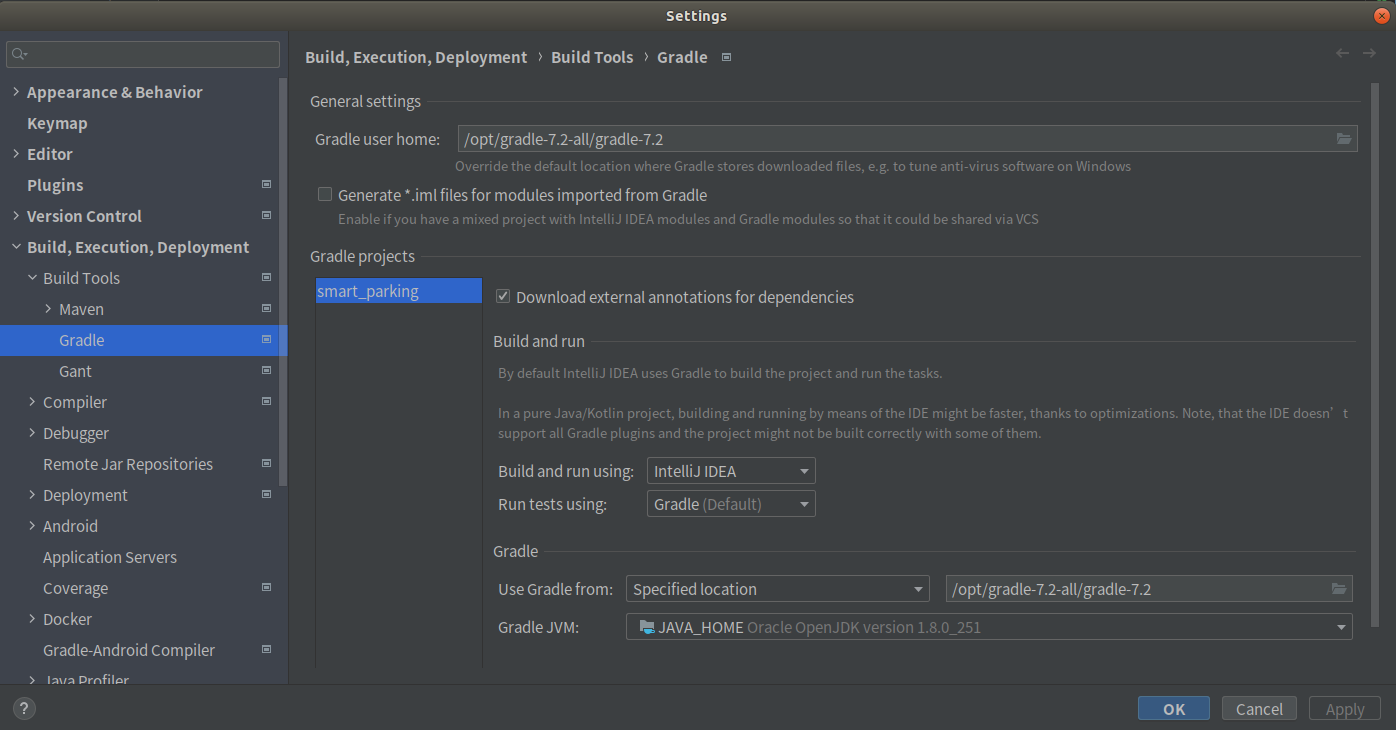 Settings
Appearance & Behavior
Keymap
Editor
Plugins
Version Control
Build, Execution, Deployment
Build Tools
Maven
Gradle
Gant
Compiler
Debugger
Remote Jar Repositories
Deployment
Android
Application Servers
Coverage
Docker
Gradle-Android Compiler
Java Profiler
Build, Execution, Deployment › Build Tools › Gradle
General settings
Gradle user home: /opt/gradle-7.2-all/gradle-7.2
Override the default location where Gradle stores downloaded files, e.g. to tune anti-virus software on Windows
Generate *.iml files for modules imported from Gradle
Enable if you have a mixed project with IntelliJ IDEA modules and Gradle modules so that it could be shared via VCS
Gradle projects
smart_parking
Download external annotations for dependencies
Build and run
By default IntelliJ IDEA uses Gradle to build the project and run the tasks.
In a pure Java/Kotlin project, building and running by means of the IDE might be faster, thanks to optimizations. Note, that the IDE doesn't
support all Gradle plugins and the project might not be built correctly with some of them.
Build and run using: IntelliJ IDEA
Run tests using: Gradle (Default)
Gradle
Use Gradle from: Specified location /opt/gradle-7.2-all/gradle-7.2
Gradle JVM: JAVA_HOME Oracle OpenJDK version 1.8.0_251
? OK Cancel Apply